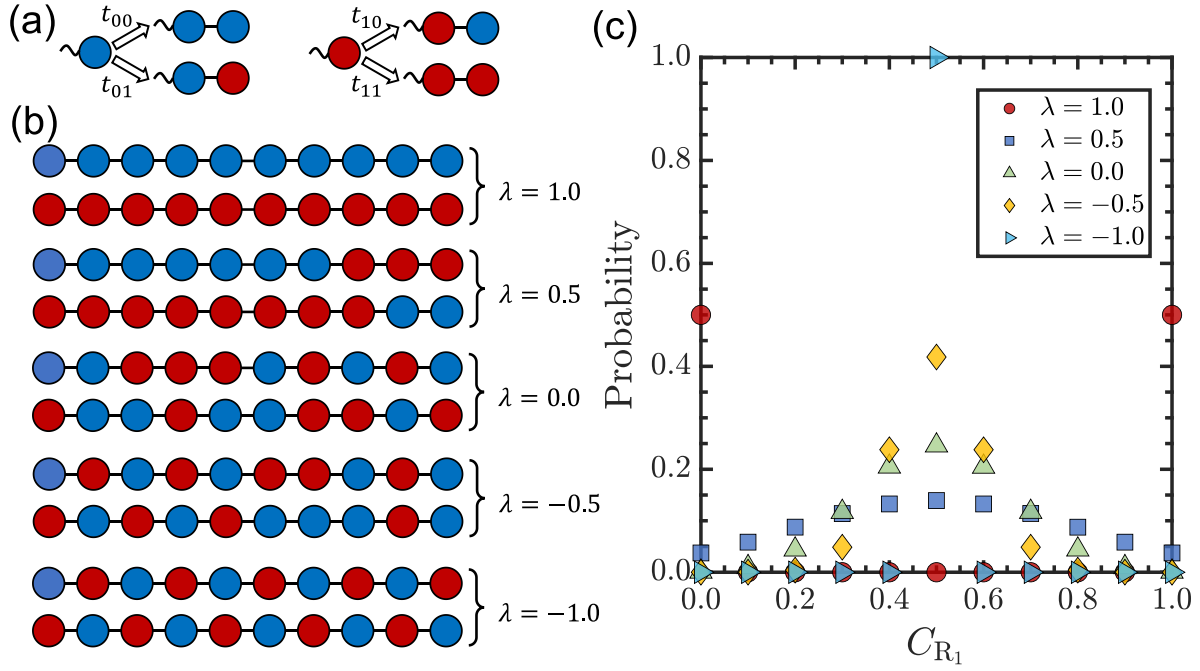 (a)
t₀₀
t₀₁
t₁₀
t₁₁
(b)
λ = 1.0
λ = 0.5
λ = 0.0
λ = −0.5
λ = −1.0
(c)
1.0
0.8
0.6
0.4
0.2
0.0
Probability
λ = 1.0
λ = 0.5
λ = 0.0
λ = −0.5
λ = −1.0
0.0 0.2 0.4 0.6 0.8 1.0
C_R₁